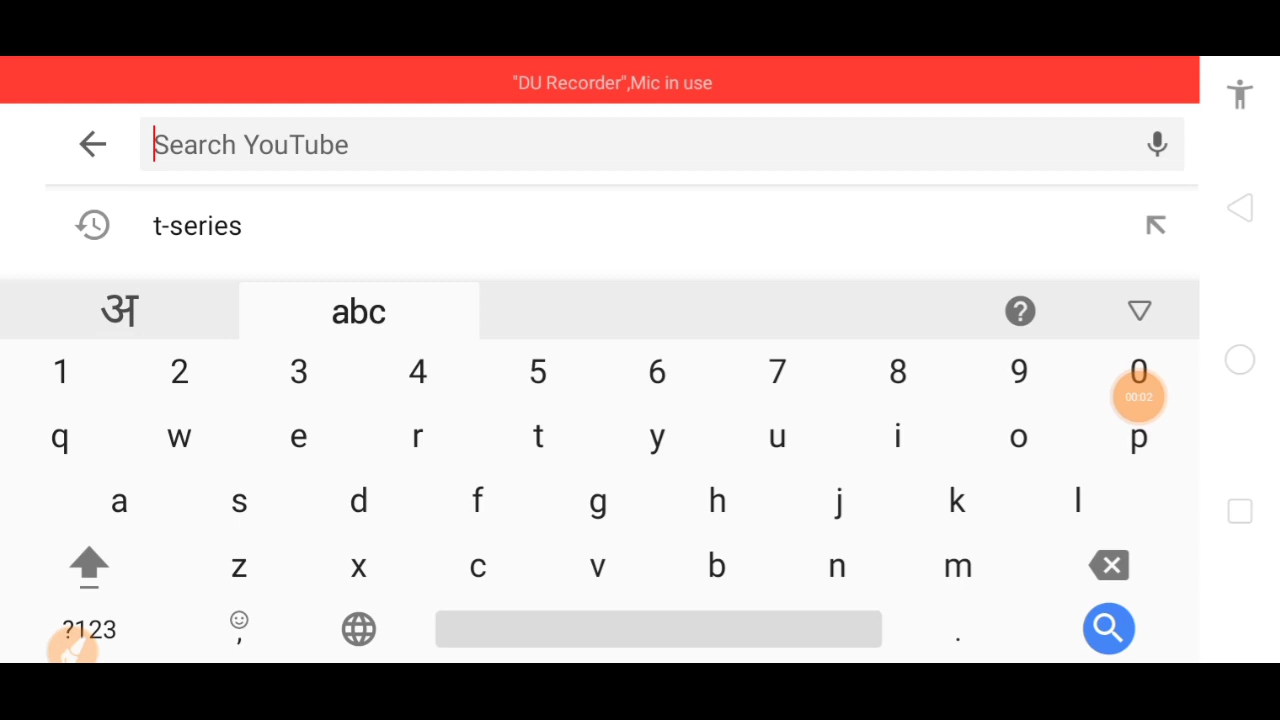 "DU Recorder",Mic in use
Search YouTube
t-series
अ abc ?
1 2 3 4 5 6 7 8 9 0
00:02
q w e r t y u i o p
a s d f g h j k l
z x c v b n m
?123 , .